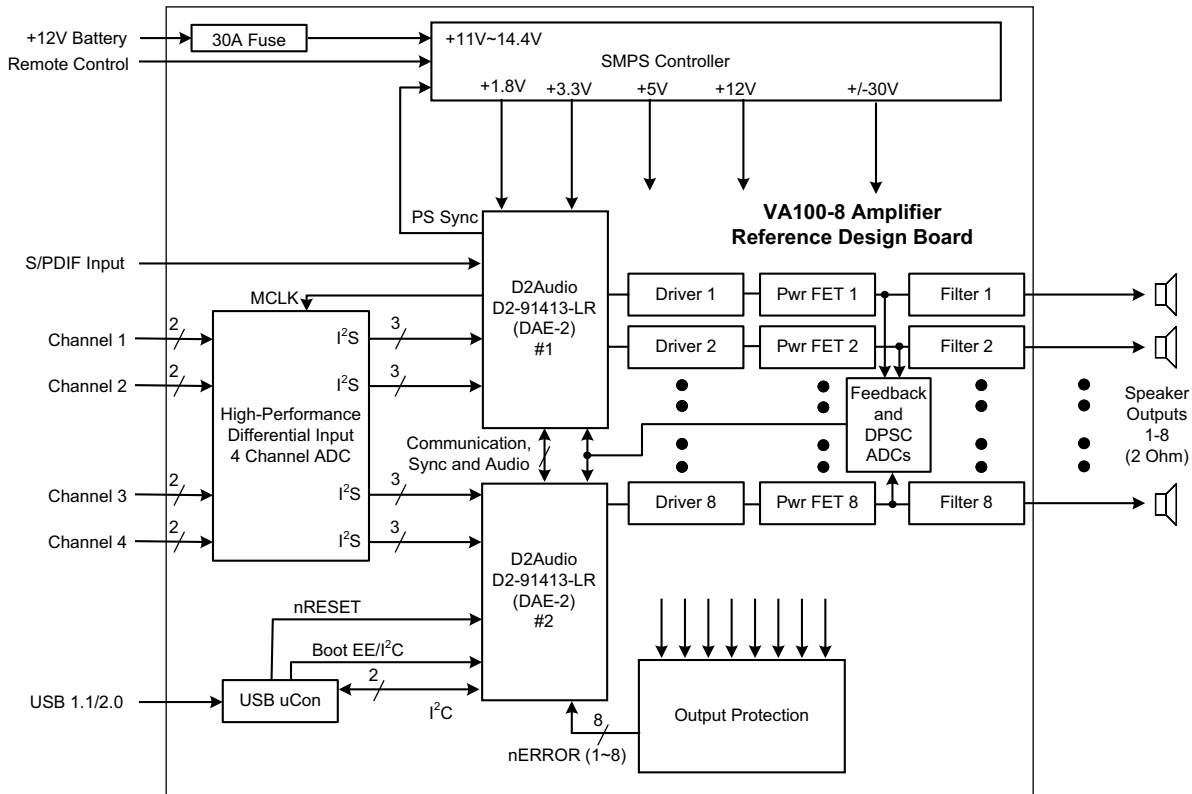 +12V Battery
30A Fuse
Remote Control
+11V~14.4V
SMPS Controller
+1.8V
+3.3V
+5V
+12V
+/-30V
PS Sync
VA100-8 Amplifier
Reference Design Board
S/PDIF Input
MCLK
D2Audio
D2-91413-LR
(DAE-2)
#1
Driver 1
Pwr FET 1
Filter 1
Driver 2
Pwr FET 2
Filter 2
Channel 1
2
I²S
3
Channel 2
2
I²S
3
High-Performance
Differential Input
4 Channel ADC
Feedback
and
DPSC
ADCs
Speaker
Outputs
1-8
(2 Ohm)
Communication,
Sync and Audio
Channel 3
2
I²S
3
Channel 4
2
I²S
3
Driver 8
Pwr FET 8
Filter 8
D2Audio
D2-91413-LR
(DAE-2)
#2
nRESET
Boot EE/I²C
USB 1.1/2.0
USB uCon
2
I²C
Output Protection
8
nERROR (1~8)